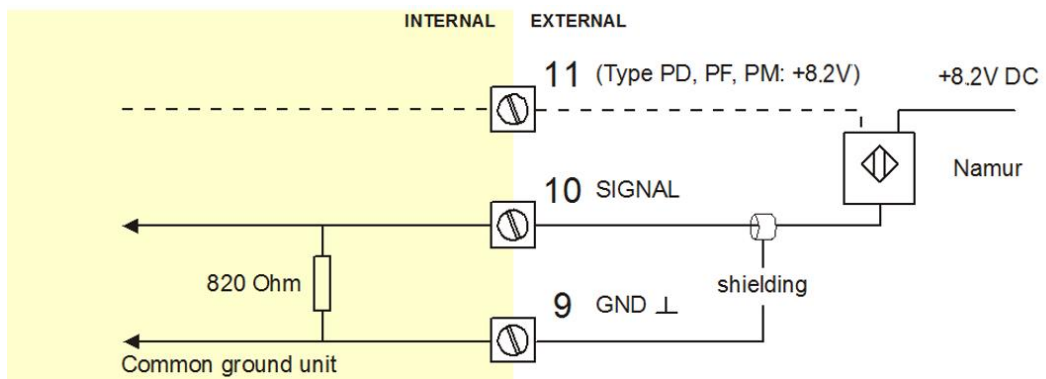 INTERNAL EXTERNAL
11 (Type PD, PF, PM: +8.2V) +8.2V DC
Namur
10 SIGNAL
820 Ohm
shielding
9 GND ⊥
Common ground unit